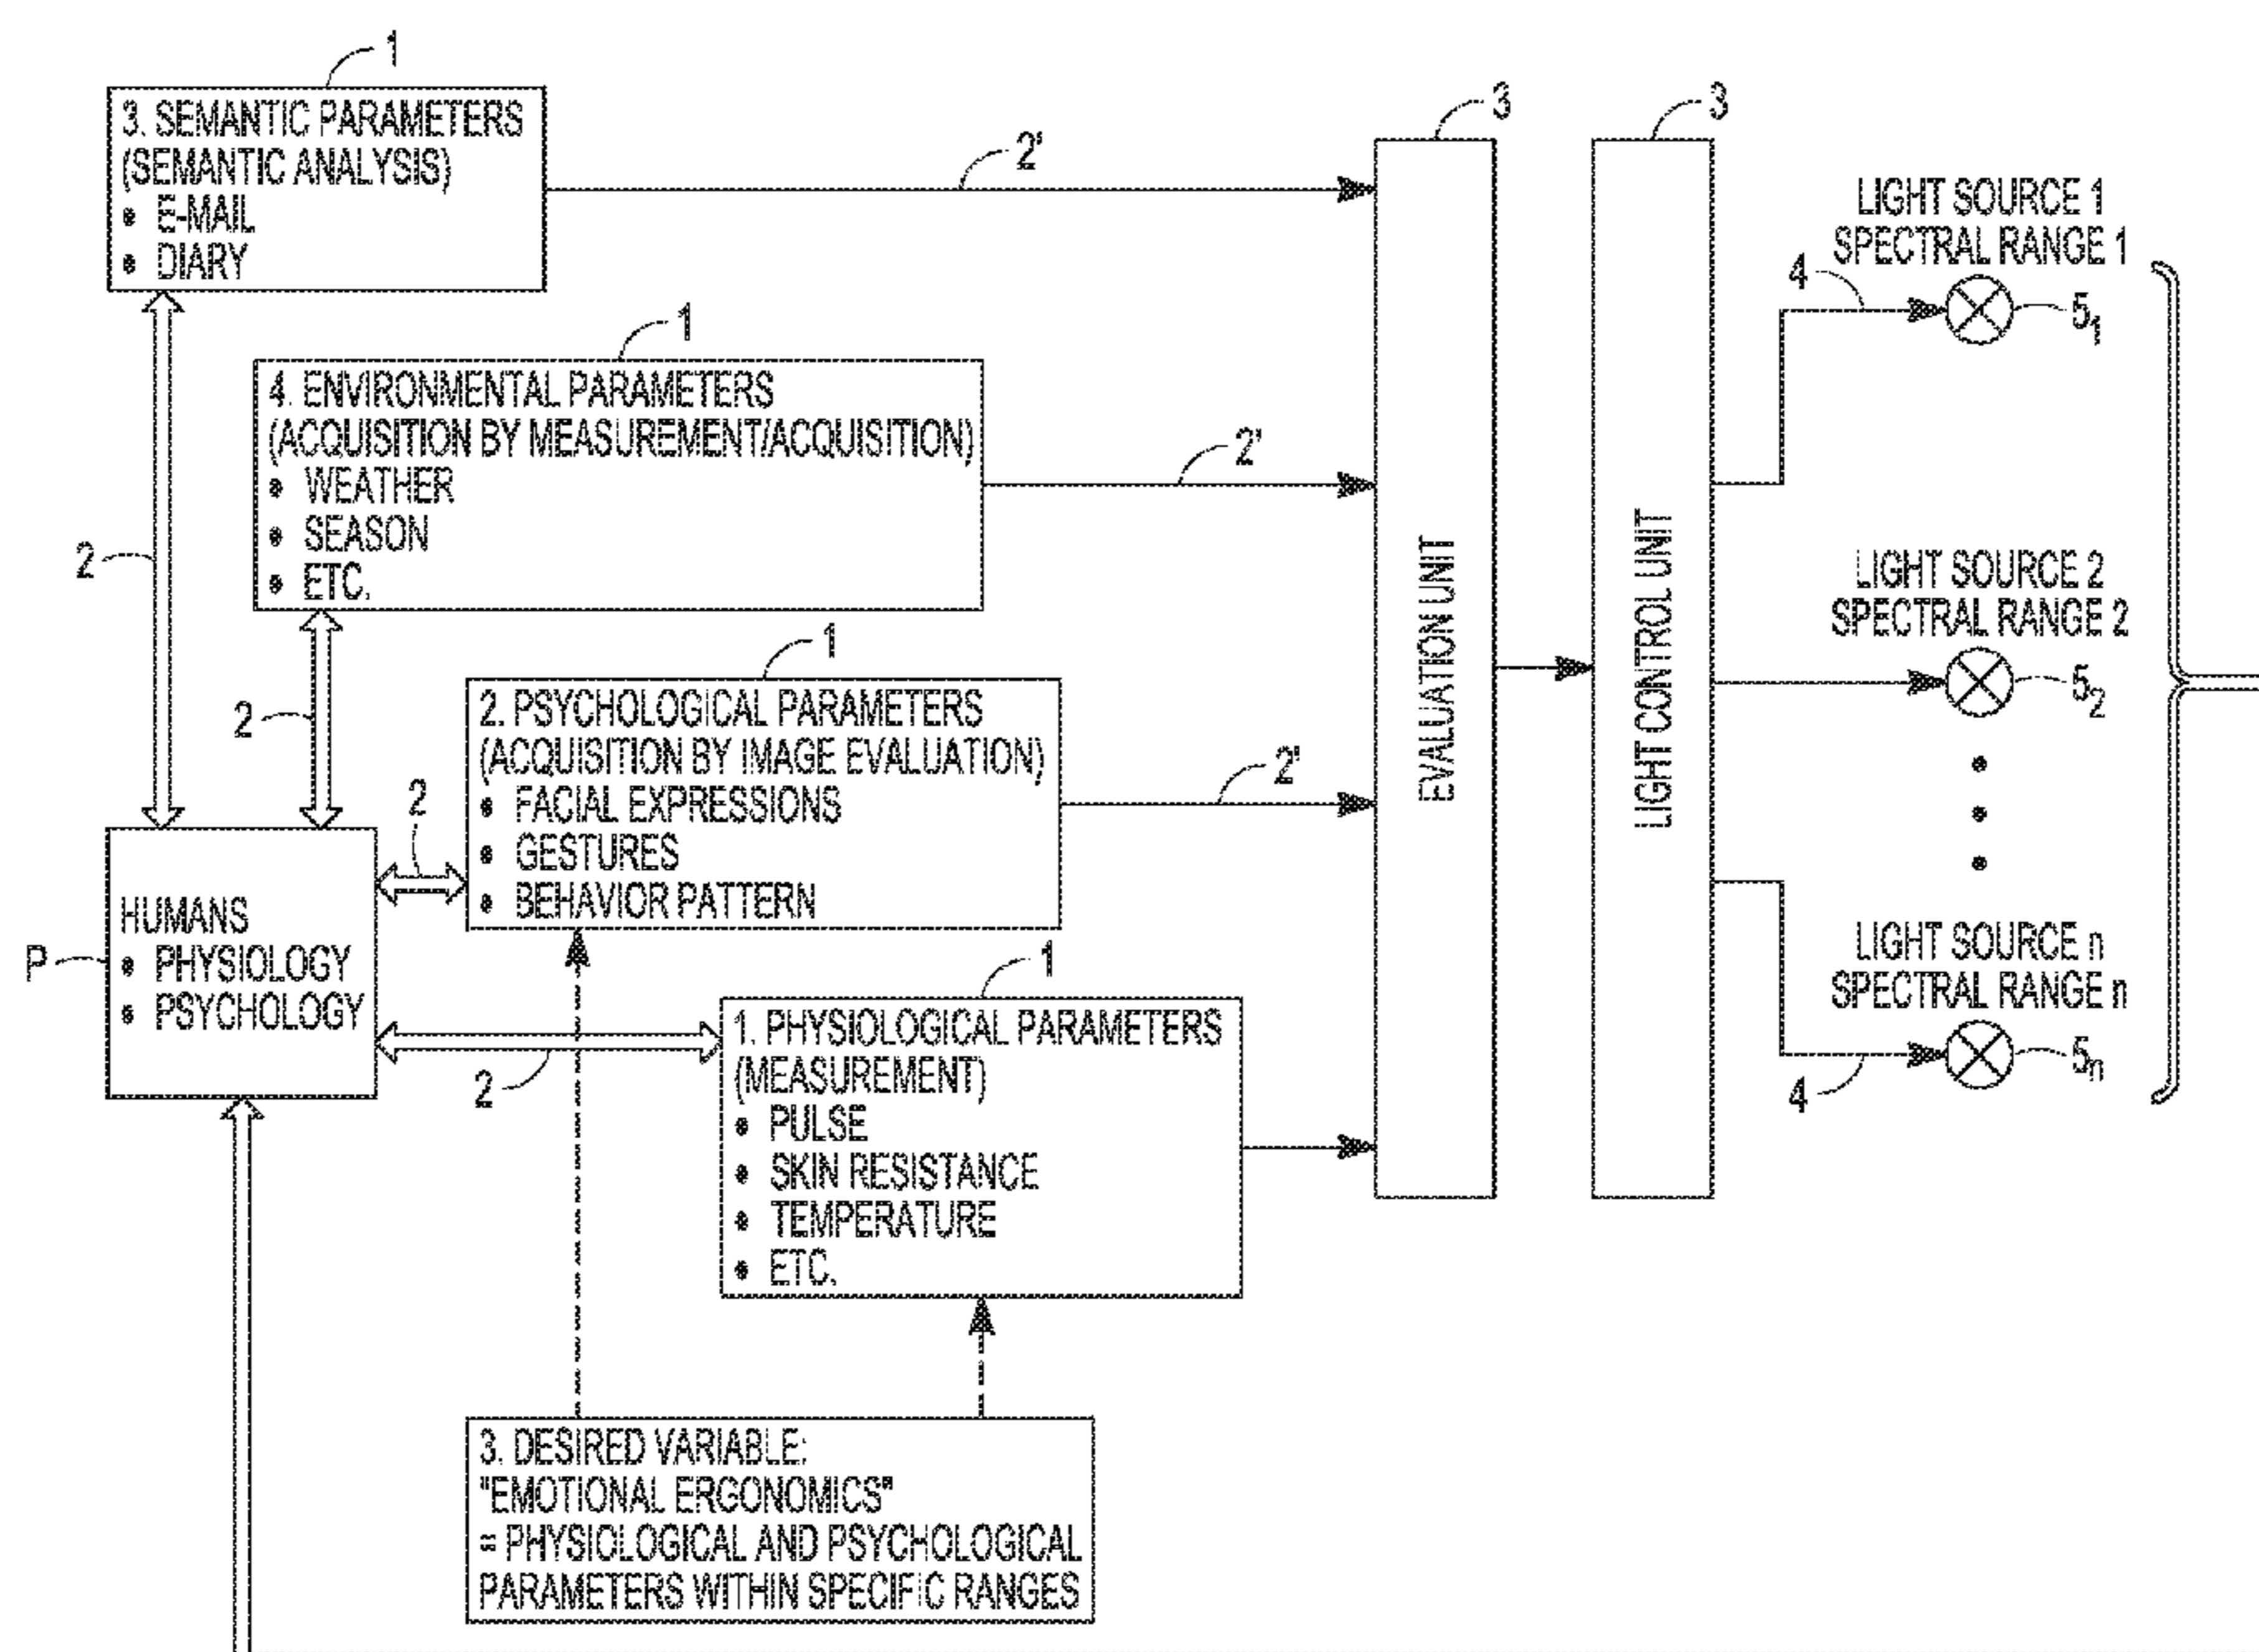 1
3. SEMANTIC PARAMETERS
(SEMANTIC ANALYSIS)
• E-MAIL
• DIARY
2'
3
3
LIGHT SOURCE 1
SPECTRAL RANGE 1
4
5₁
1
4. ENVIRONMENTAL PARAMETERS
(ACQUISITION BY MEASUREMENT/ACQUISITION)
• WEATHER
• SEASON
• ETC.
2'
2
2
EVALUATION UNIT
LIGHT CONTROL UNIT
LIGHT SOURCE 2
SPECTRAL RANGE 2
5₂
1
2. PSYCHOLOGICAL PARAMETERS
(ACQUISITION BY IMAGE EVALUATION)
• FACIAL EXPRESSIONS
• GESTURES
• BEHAVIOR PATTERN
2'
2
P
HUMANS
• PHYSIOLOGY
• PSYCHOLOGY
LIGHT SOURCE n
SPECTRAL RANGE n
4
5ₙ
2
1
1. PHYSIOLOGICAL PARAMETERS
(MEASUREMENT)
• PULSE
• SKIN RESISTANCE
• TEMPERATURE
• ETC.
3. DESIRED VARIABLE:
"EMOTIONAL ERGONOMICS"
= PHYSIOLOGICAL AND PSYCHOLOGICAL
PARAMETERS WITHIN SPECIFIC RANGES